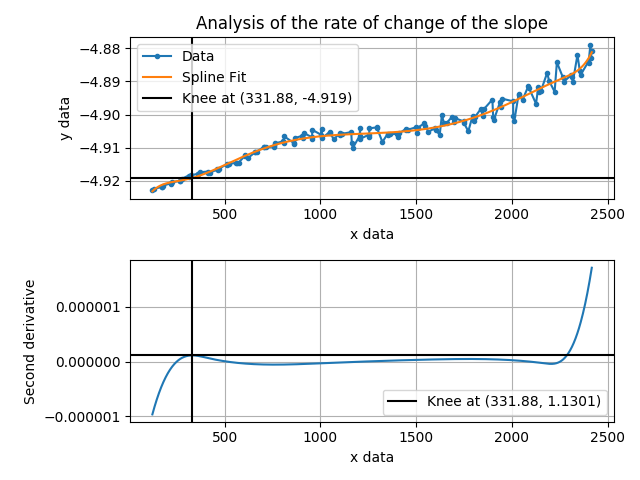 Analysis of the rate of change of the slope
−4.88
−4.89
−4.90
−4.91
−4.92
y data
Data
Spline Fit
Knee at (331.88, -4.919)
500 1000 1500 2000 2500
x data
0.000001
0.000000
−0.000001
Second derivative
Knee at (331.88, 1.1301)
500 1000 1500 2000 2500
x data